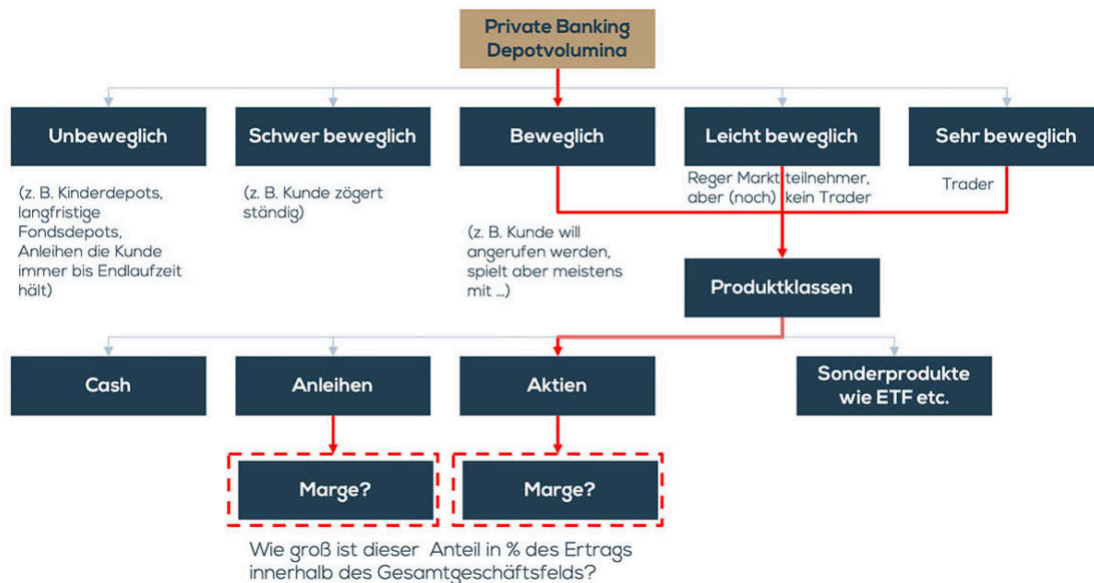 Private Banking
Depotvolumina
Unbeweglich
Schwer beweglich
Beweglich
Leicht beweglich
Sehr beweglich
(z. B. Kinderdepots,
langfristige
Fondsdepots,
Anleihen die Kunde
immer bis Endlaufzeit
hält)
(z. B. Kunde zögert
ständig)
(z. B. Kunde will
angerufen werden,
spielt aber meistens
mit ...)
Reger Marktteilnehmer,
aber (noch) kein Trader
Trader
Produktklassen
Cash
Anleihen
Aktien
Sonderprodukte
wie ETF etc.
Marge?
Marge?
Wie groß ist dieser Anteil in % des Ertrags
innerhalb des Gesamtgeschäftsfelds?